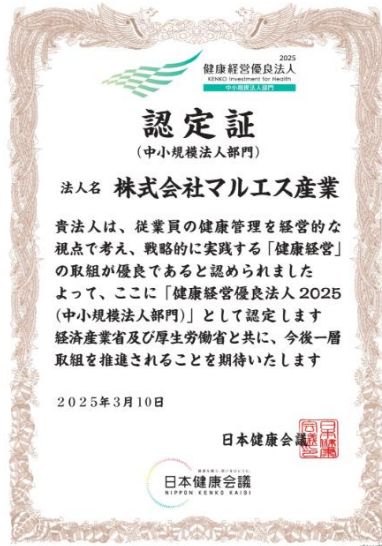 2025
健康経営優良法人
KENKO Investment for Health
中小規模法人部門
認定証
(中小規模法人部門)
法人名 株式会社マルエス産業
貴法人は、従業員の健康管理を経営的な
視点で考え、戦略的に実践する「健康経営」
の取組が優良であると認められました
よって、ここに「健康経営優良法人2025
(中小規模法人部門)」として認定します
経済産業省及び厚生労働省と共に、今後一層
取組を推進されることを期待いたします
2025年3月10日
日本健康会議
日本健康会議
NIPPON KENKO KAIGI